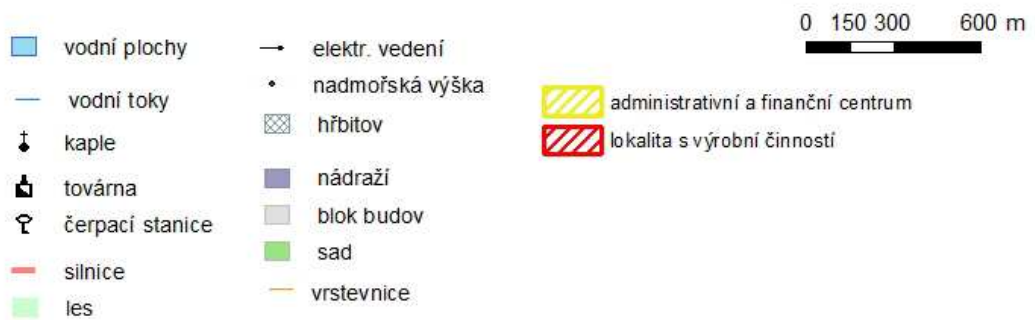 vodní plochy
vodní toky
kaple
továrna
čerpací stanice
silnice
les
elektr. vedení
nadmořská výška
hřbitov
nádraží
blok budov
sad
vrstevnice
0 150 300 600 m
administrativní a finanční centrum
lokalita s výrobní činností